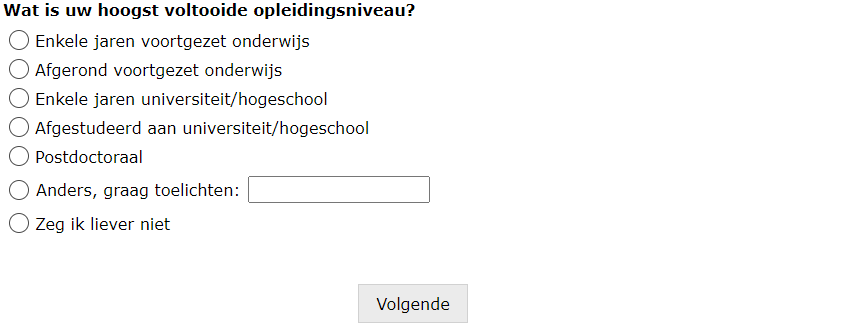 Wat is uw hoogst voltooide opleidingsniveau?
Enkele jaren voortgezet onderwijs
Afgerond voortgezet onderwijs
Enkele jaren universiteit/hogeschool
Afgestudeerd aan universiteit/hogeschool
Postdoctoraal
Anders, graag toelichten:
Zeg ik liever niet
Volgende